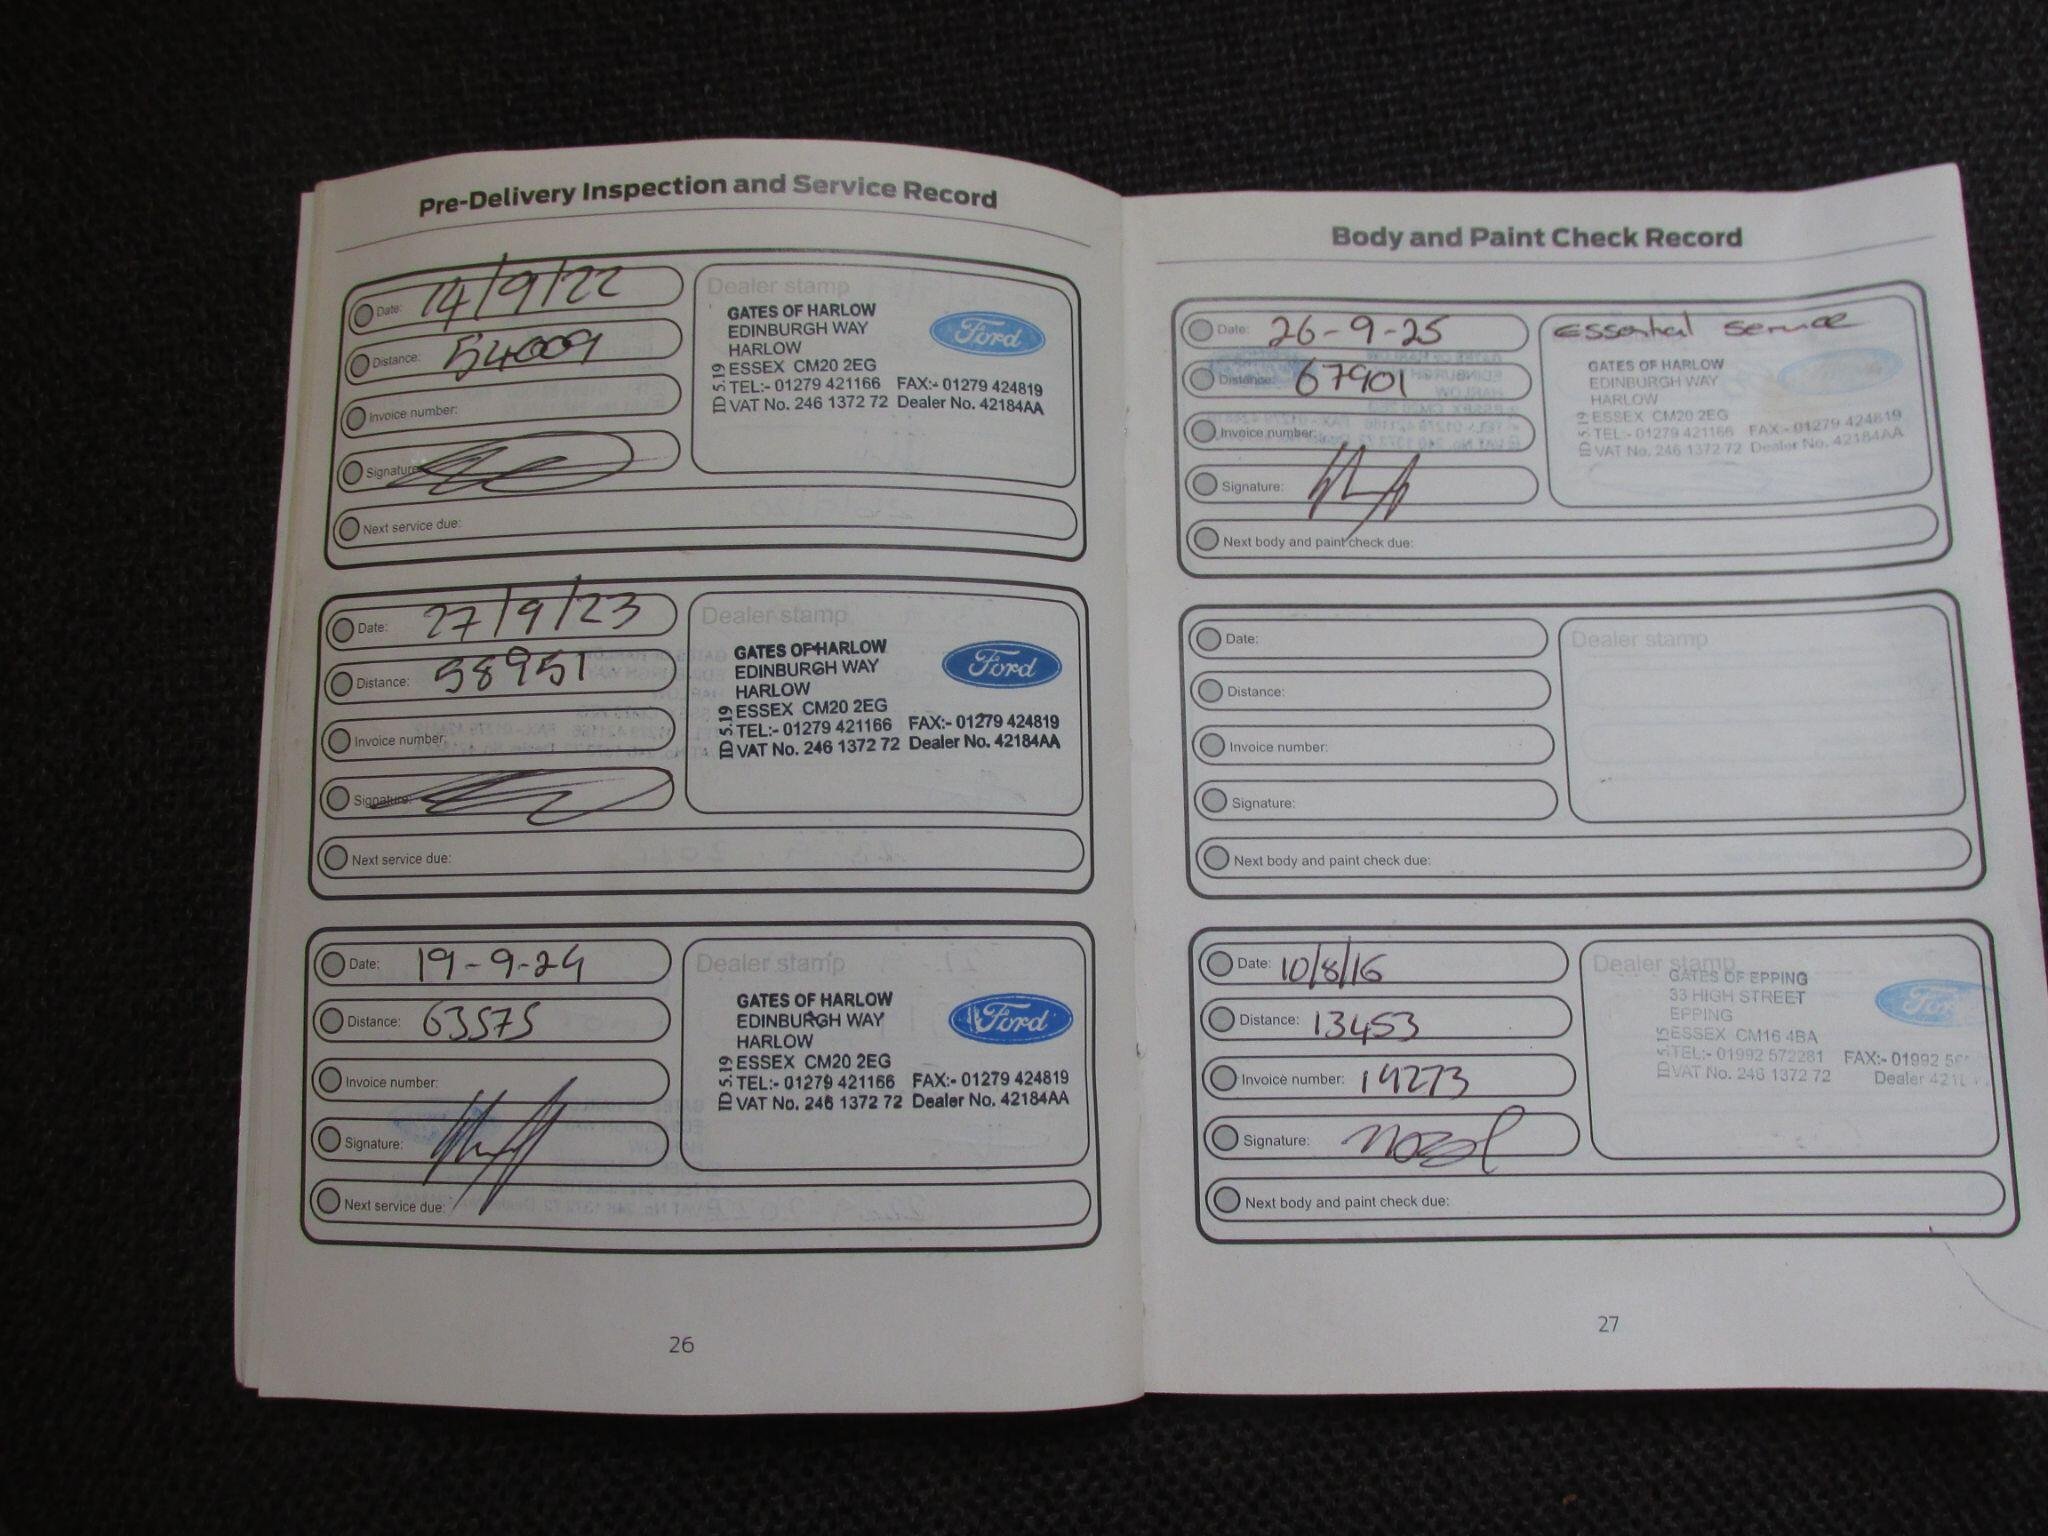 Pre-Delivery Inspection and Service Record
Date: 14/9/22
Distance: 54009
Invoice number:
Signature:
Next service due:
Dealer stamp
GATES OF HARLOW
EDINBURGH WAY
HARLOW
ESSEX CM20 2EG
TEL:- 01279 421166 FAX:- 01279 424819
VAT No. 246 1372 72 Dealer No. 42184AA
ID 5.19
Ford
Date: 27/9/23
Distance: 58951
Invoice number:
Signature:
Next service due:
Dealer stamp
GATES OF HARLOW
EDINBURGH WAY
HARLOW
ESSEX CM20 2EG
TEL:- 01279 421166 FAX:- 01279 424819
VAT No. 246 1372 72 Dealer No. 42184AA
ID 5.19
Ford
Date: 19-9-24
Distance: 63575
Invoice number:
Signature:
Next service due:
Dealer stamp
GATES OF HARLOW
EDINBURGH WAY
HARLOW
ESSEX CM20 2EG
TEL:- 01279 421166 FAX:- 01279 424819
VAT No. 246 1372 72 Dealer No. 42184AA
ID 5.19
Ford
26
Body and Paint Check Record
Date: 26-9-25
Distance: 67901
Invoice number:
Signature:
Next body and paint check due:
Essential Service
GATES OF HARLOW
EDINBURGH WAY
HARLOW
ESSEX CM20 2EG
TEL:- 01279 421166 FAX:- 01279 424819
VAT No. 246 1372 72 Dealer No. 42184AA
ID 5.19
Date:
Distance:
Invoice number:
Signature:
Next body and paint check due:
Dealer stamp
Date: 10/8/16
Distance: 13453
Invoice number: 14273
Signature:
Next body and paint check due:
Dealer stamp
GATES OF EPPING
33 HIGH STREET
EPPING
ESSEX CM16 4BA
TEL:- 01992 572281 FAX:- 01992
VAT No. 246 1372 72 Dealer
Ford
27